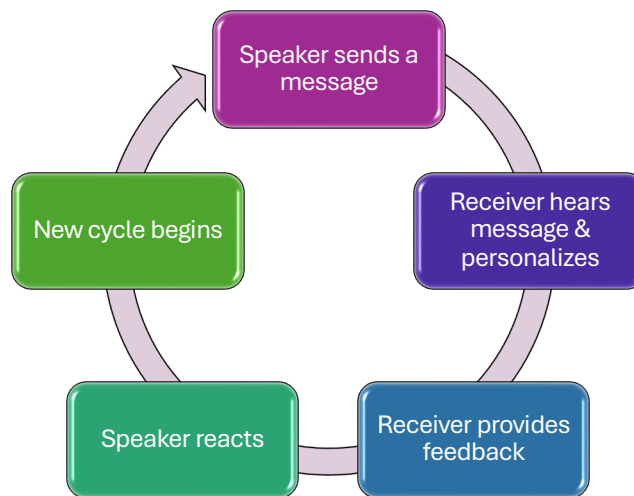 Speaker sends a
message
Receiver hears
message &
personalizes
Receiver provides
feedback
Speaker reacts
New cycle begins